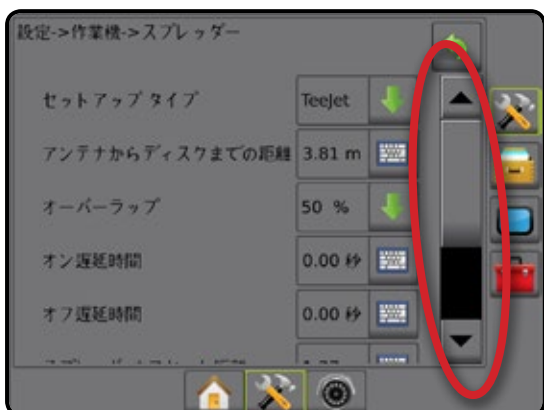 設定->作業機->スプレッダー
セットアップ タイプ TeeJet
アンテナからディスクまでの距離 3.81 m
オーバーラップ 50 %
オン遅延時間 0.00 秒
オフ遅延時間 0.00 秒